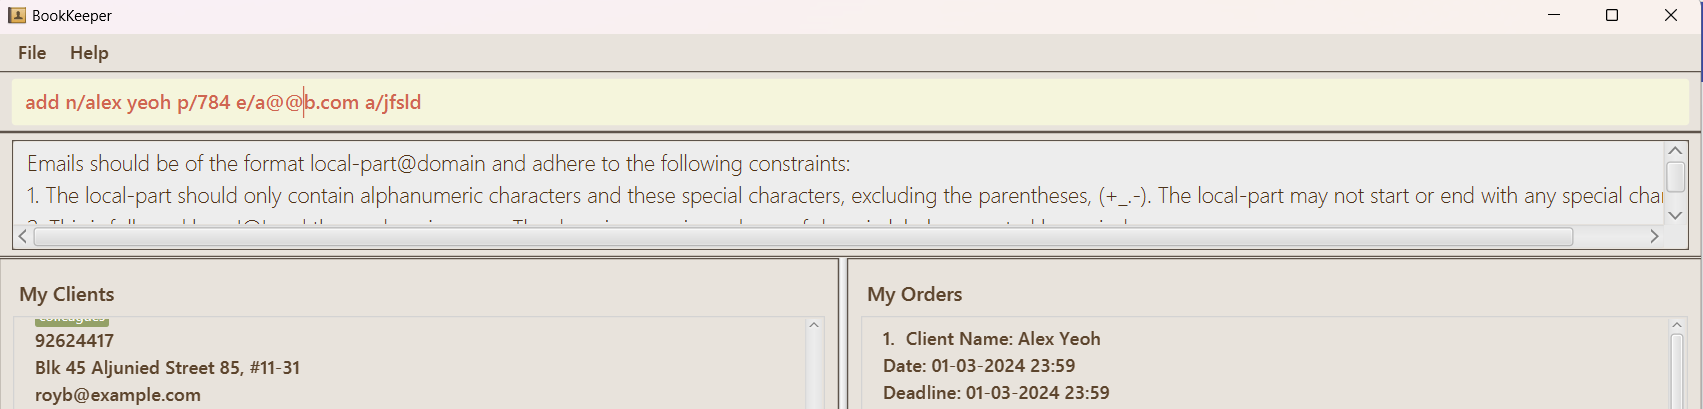 BookKeeper
File Help
add n/alex yeoh p/784 e/a@@b.com a/jfsld
Emails should be of the format local-part@domain and adhere to the following constraints:
1. The local-part should only contain alphanumeric characters and these special characters, excluding the parentheses, (+_.-). The local-part may not start or end with any special char
My Clients
colleagues
92624417
Blk 45 Aljunied Street 85, #11-31
royb@example.com
My Orders
1. Client Name: Alex Yeoh
Date: 01-03-2024 23:59
Deadline: 01-03-2024 23:59